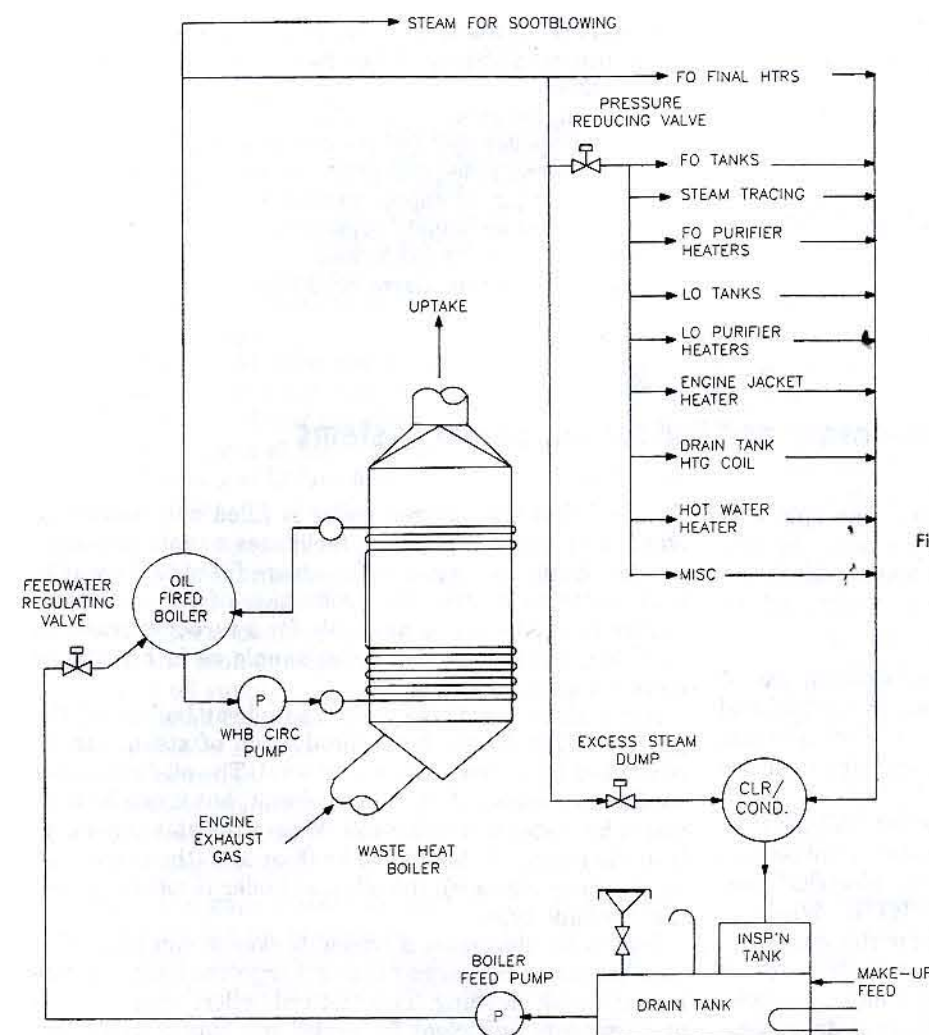 STEAM FOR SOOTBLOWING
FO FINAL HTRS
PRESSURE
REDUCING VALVE
FO TANKS
STEAM TRACING
FO PURIFIER
HEATERS
LO TANKS
UPTAKE
LO PURIFIER
HEATERS
ENGINE JACKET
HEATER
DRAIN TANK
HTG COIL
HOT WATER
HEATER
Fi
MISC
FEEDWATER
REGULATING
VALVE
OIL
FIRED
BOILER
P
WHB CIRC
PUMP
EXCESS STEAM
DUMP
CLR/
COND.
ENGINE
EXHAUST
GAS
WASTE HEAT
BOILER
INSP'N
TANK
BOILER
FEED PUMP
P
DRAIN TANK
MAKE-UP
FEED